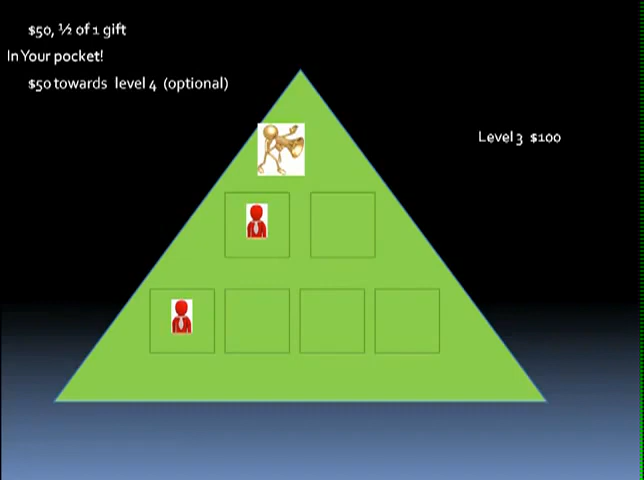 $50, ½ of 1 gift
In Your pocket!
$50 towards level 4 (optional)
Level 3 $100